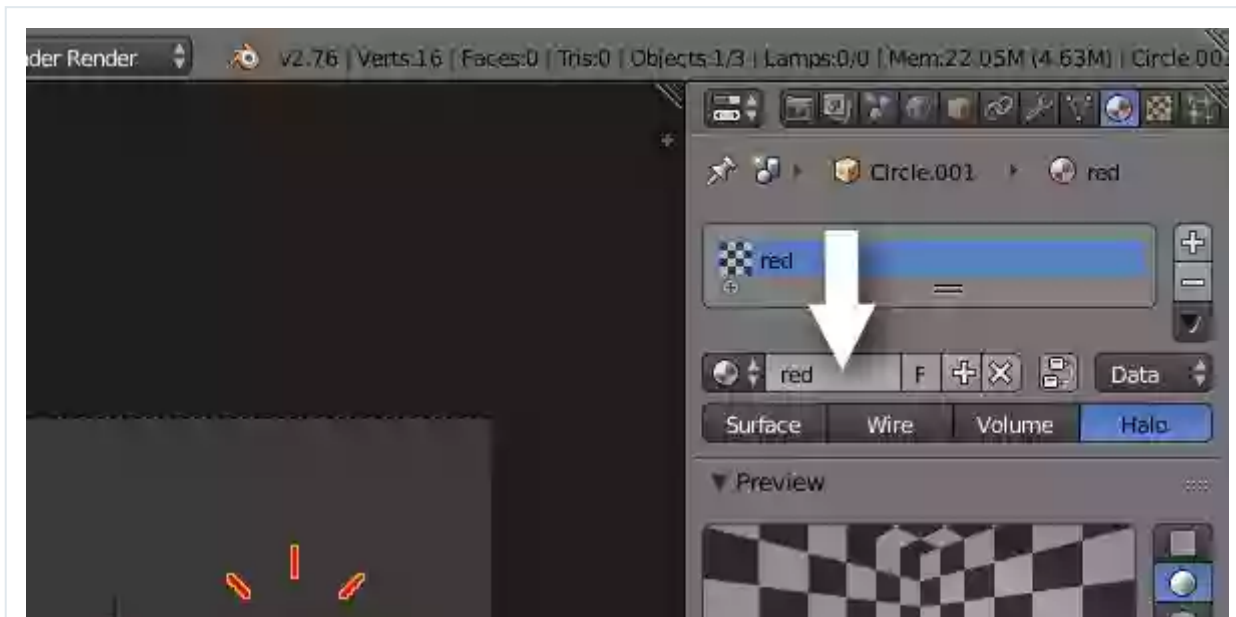 der Render v2.76 | Verts:16 | Faces:0 | Tris:0 | Objects:1/3 | Lamps:0/0 | Mem:22.05M (4.63M) | Circle.00
Circle.001 red
red
red F Data
Surface Wire Volume Halo
Preview